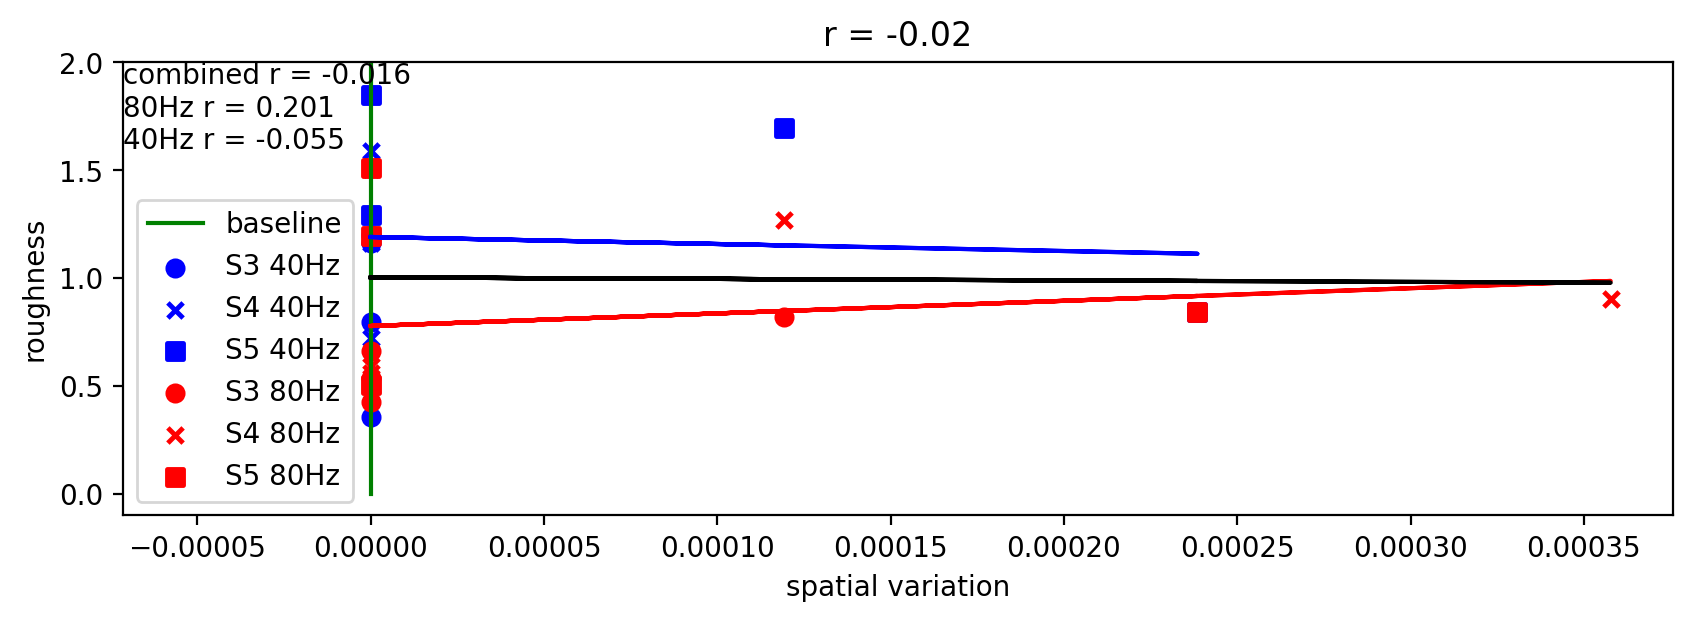 r = -0.02
combined r = -0.016
80Hz r = 0.201
40Hz r = -0.055
baseline
S3 40Hz
S4 40Hz
S5 40Hz
S3 80Hz
S4 80Hz
S5 80Hz
roughness
2.0
1.5
1.0
0.5
0.0
−0.00005 0.00000 0.00005 0.00010 0.00015 0.00020 0.00025 0.00030 0.00035
spatial variation